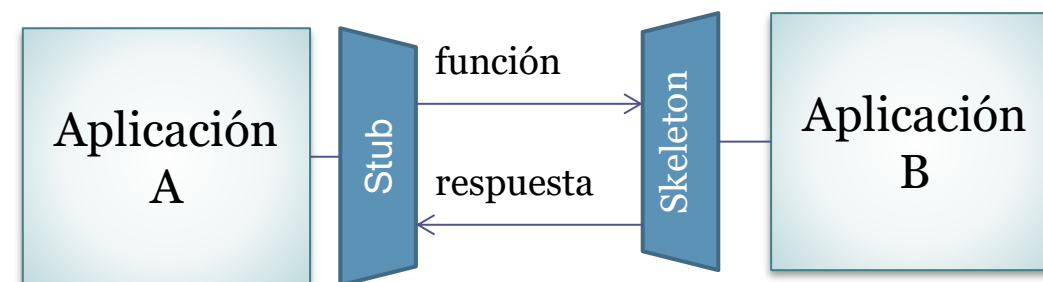 Aplicación
A
Stub
función
respuesta
Skeleton
Aplicación
B